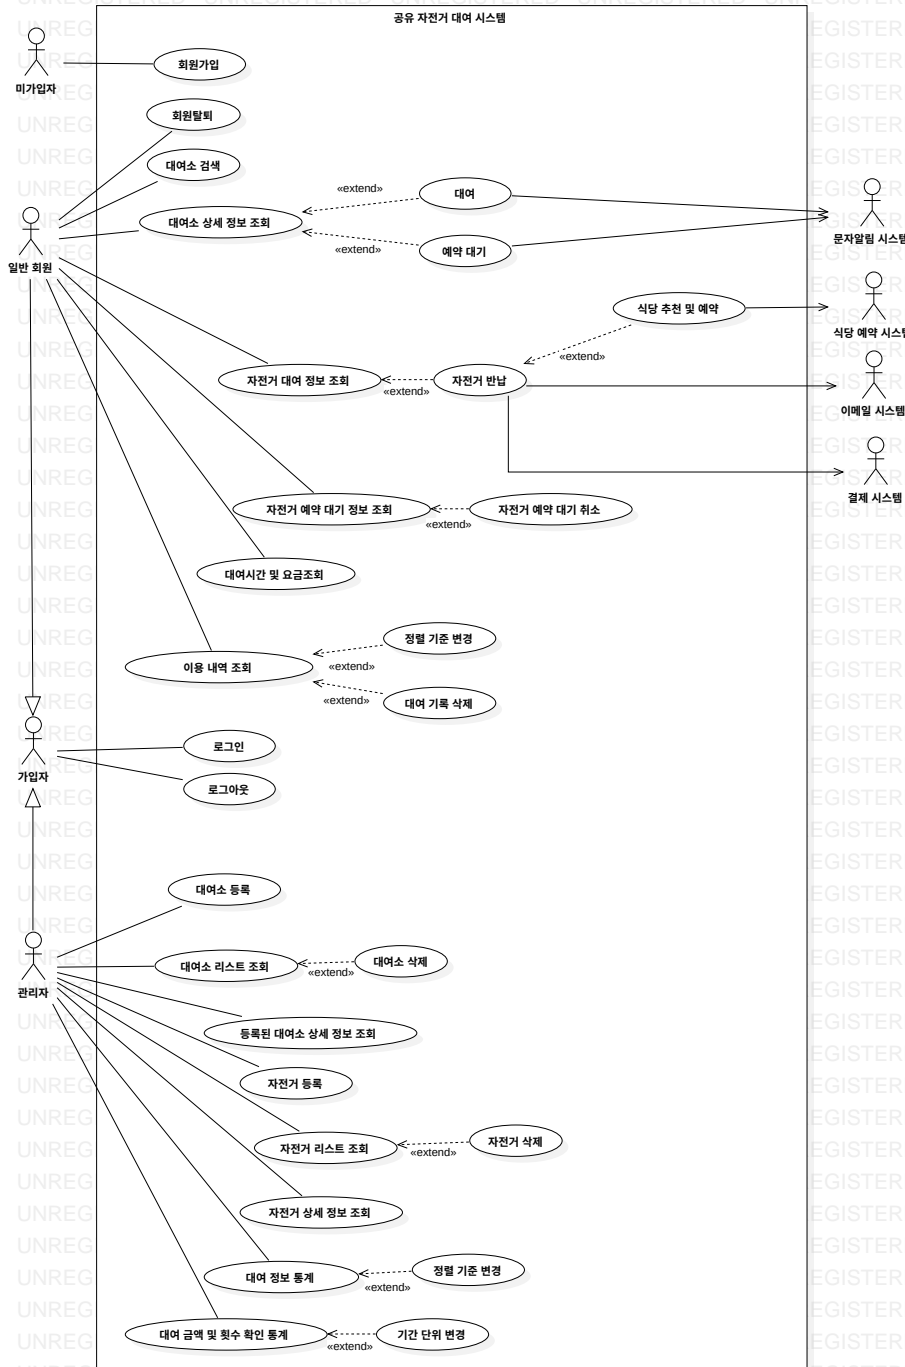 공유 자전거 대여 시스템
미가입자
회원가입
회원탈퇴
대여소 검색
일반 회원
대여소 상세 정보 조회
«extend»
대여
«extend»
예약 대기
문자알림 시스템
식당 추천 및 예약
식당 예약 시스템
«extend»
자전거 대여 정보 조회
«extend»
자전거 반납
이메일 시스템
결제 시스템
자전거 예약 대기 정보 조회
«extend»
자전거 예약 대기 취소
대여시간 및 요금조회
이용 내역 조회
«extend»
정렬 기준 변경
«extend»
대여 기록 삭제
가입자
로그인
로그아웃
대여소 등록
관리자
대여소 리스트 조회
«extend»
대여소 삭제
등록된 대여소 상세 정보 조회
자전거 등록
자전거 리스트 조회
«extend»
자전거 삭제
자전거 상세 정보 조회
대여 정보 통계
«extend»
정렬 기준 변경
대여 금액 및 횟수 확인 통계
«extend»
기간 단위 변경